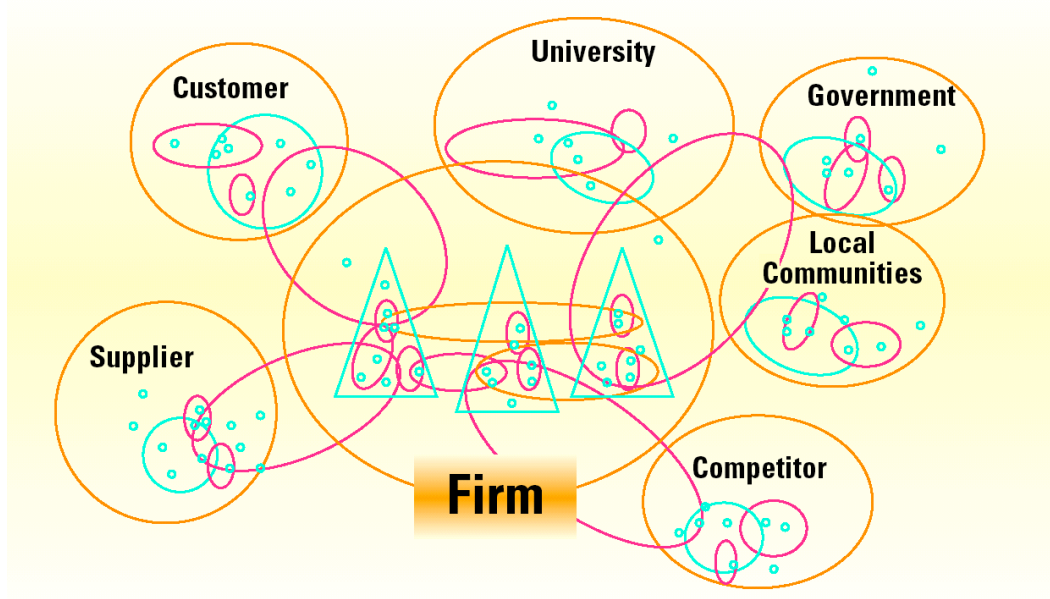 University
Customer
Government
Local
Communities
Supplier
Competitor
Firm